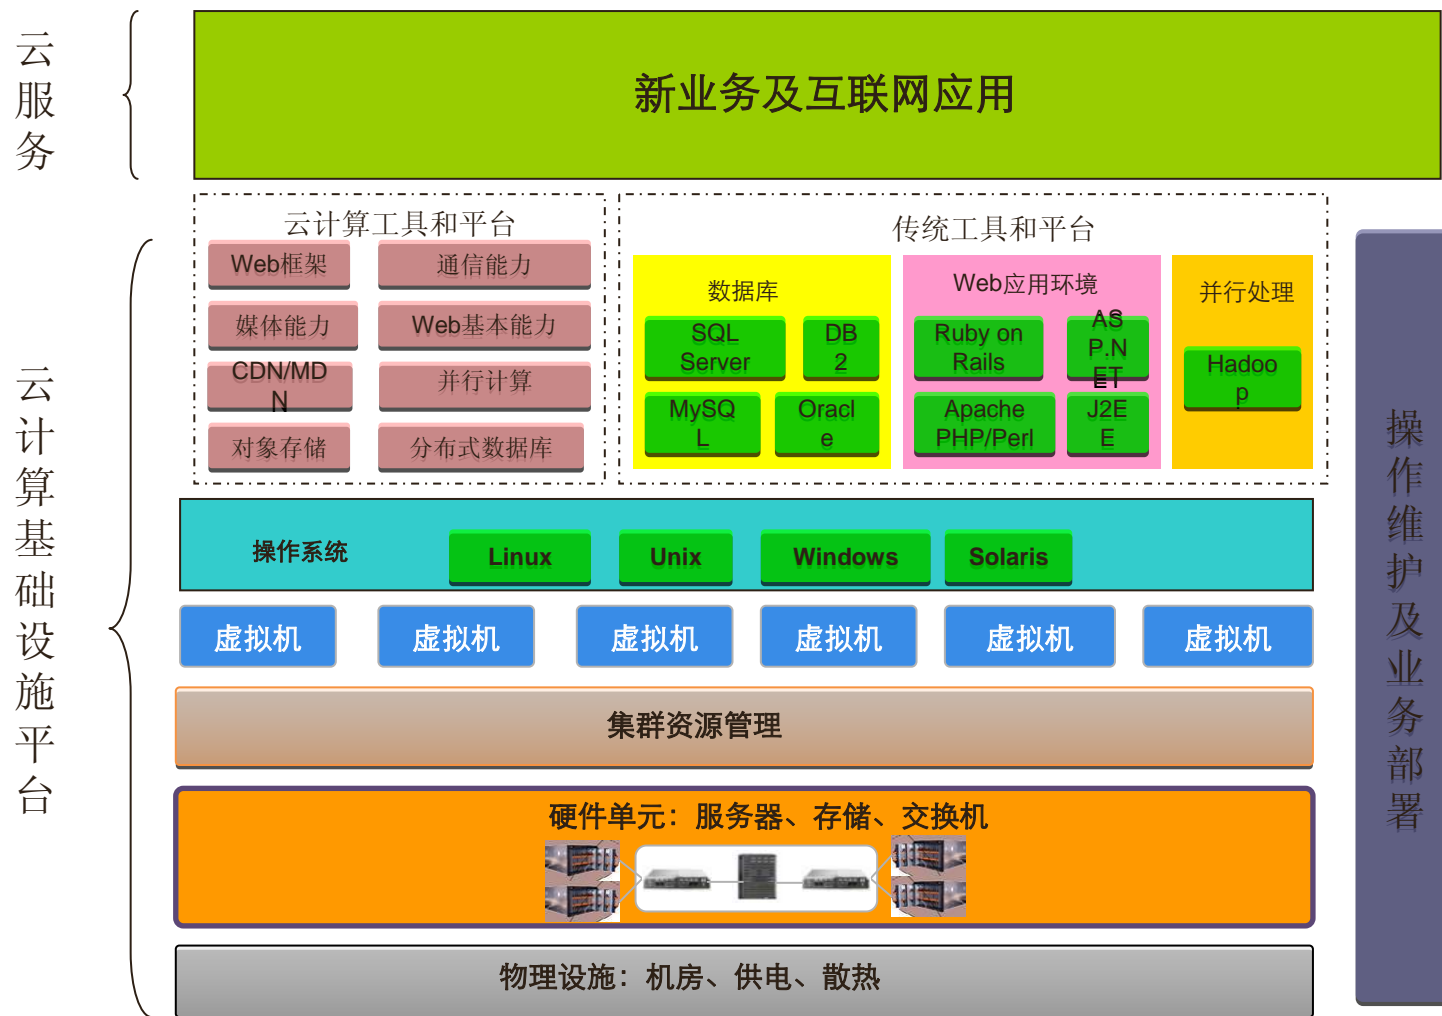 云服务
新业务及互联网应用
云计算基础设施平台
云计算工具和平台
Web框架
通信能力
媒体能力
Web基本能力
CDN/MD
N
并行计算
对象存储
分布式数据库
传统工具和平台
数据库
SQL
Server
DB
2
MySQ
L
Oracl
e
Web应用环境
Ruby on
Rails
AS
P.N
ET
Apache
PHP/Perl
J2E
E
并行处理
Hadoo
p
操作系统
Linux
Unix
Windows
Solaris
虚拟机
虚拟机
虚拟机
虚拟机
虚拟机
虚拟机
集群资源管理
硬件单元：服务器、存储、交换机
物理设施：机房、供电、散热
操作维护及业务部署